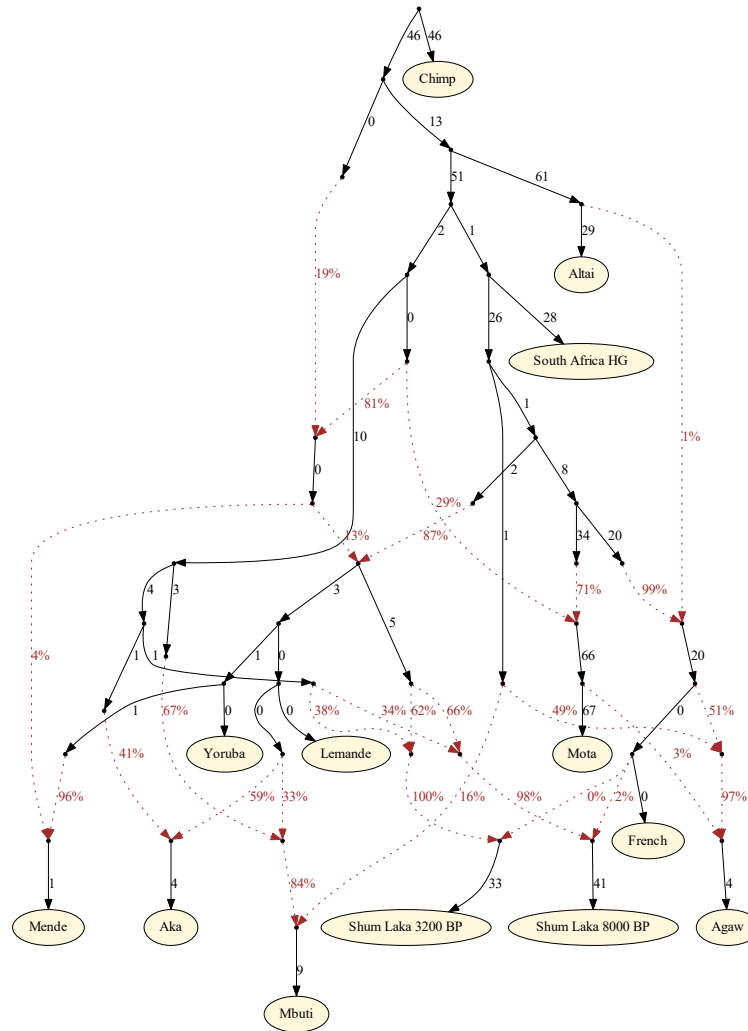 46 46
Chimp
0 13
51 61
2 1 29
Altai
19%
0 26 28
South Africa HG
81% 1
10 1%
0 2 8
29%
13% 87% 1 34 20
4 3 71% 99%
3 5
4% 1 1 1 0 66 20
1 67% 0 0 0 34% 38% 62% 66% 49% 67 0 51%
Yoruba Lemande Mota
96% 41% 59% 33% 100% 16% 98% 0% 2% 3% 0 97%
French
1 4 84% 33 41 4
Mende Aka Shum Laka 3200 BP Shum Laka 8000 BP Agaw
9
Mbuti